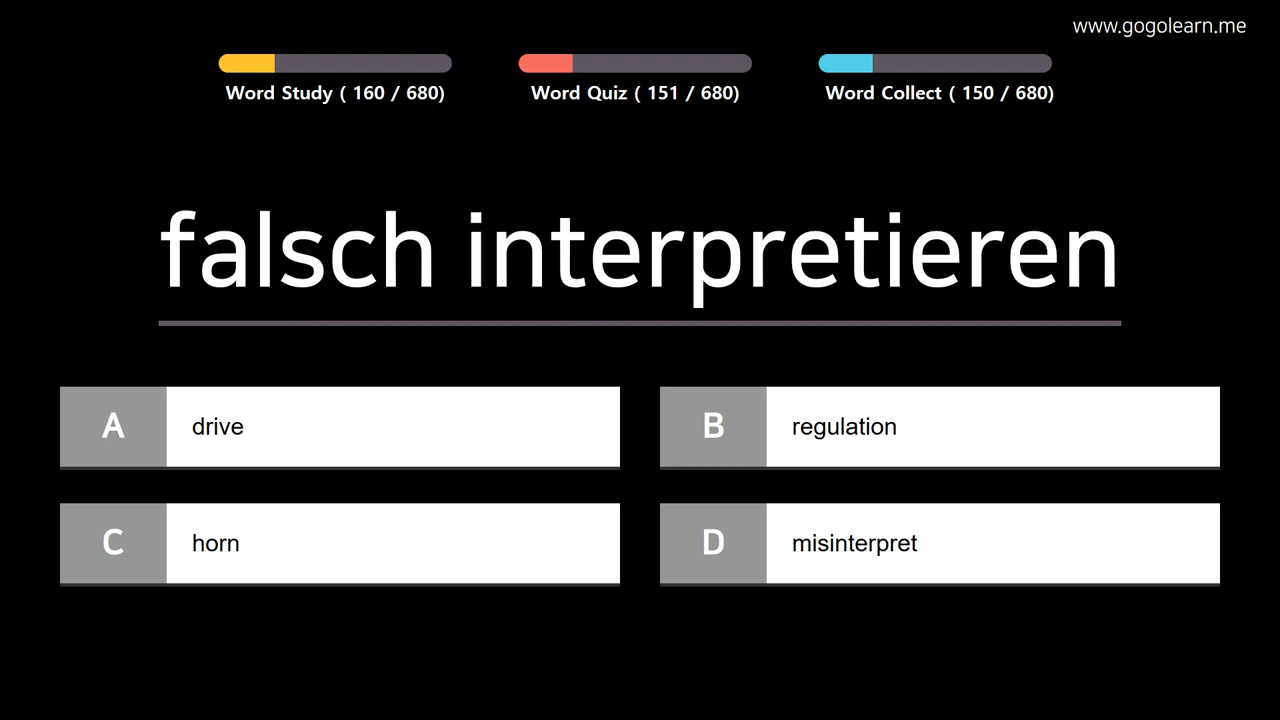 www.gogolearn.me
Word Study ( 160 / 680)
Word Quiz ( 151 / 680)
Word Collect ( 150 / 680)
falsch interpretieren
A drive
B regulation
C horn
D misinterpret